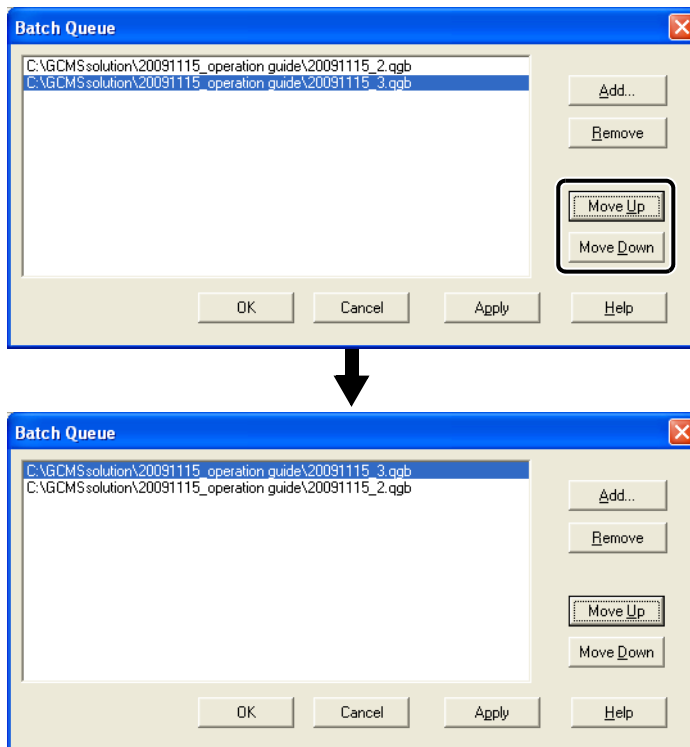 Batch Queue
C:\GCMSsolution\20091115_operation guide\20091115_2.qgb
C:\GCMSsolution\20091115_operation guide\20091115_3.qgb
Add...
Remove
Move Up
Move Down
OK Cancel Apply Help
Batch Queue
C:\GCMSsolution\20091115_operation guide\20091115_3.qgb
C:\GCMSsolution\20091115_operation guide\20091115_2.qgb
Add...
Remove
Move Up
Move Down
OK Cancel Apply Help